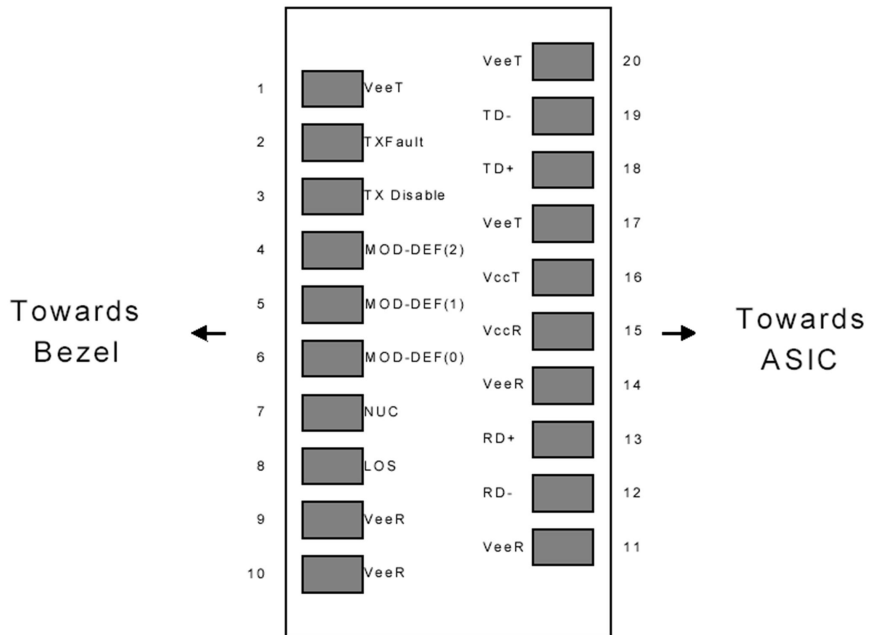 Towards
Bezel
1 VeeT
2 TXFault
3 TX Disable
4 MOD-DEF(2)
5 MOD-DEF(1)
6 MOD-DEF(0)
7 NUC
8 LOS
9 VeeR
10 VeeR
VeeT 20
TD- 19
TD+ 18
VeeT 17
VccT 16
VccR 15
VeeR 14
RD+ 13
RD- 12
VeeR 11
Towards
ASIC